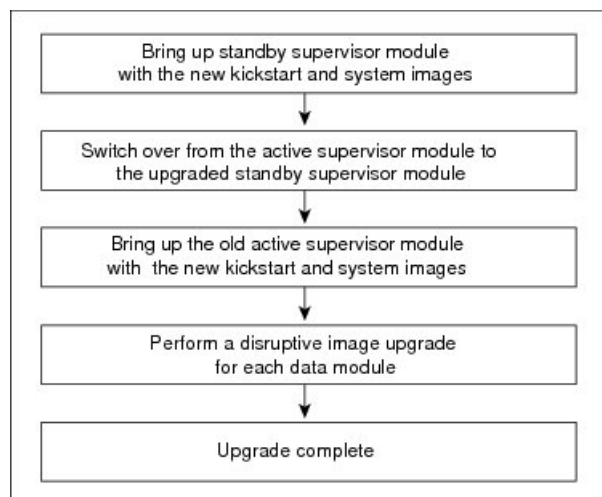 Bring up standby supervisor module
with the new kickstart and system images
Switch over from the active supervisor module to
the upgraded standby supervisor module
Bring up the old active supervisor module
with the new kickstart and system images
Perform a disruptive image upgrade
for each data module
Upgrade complete